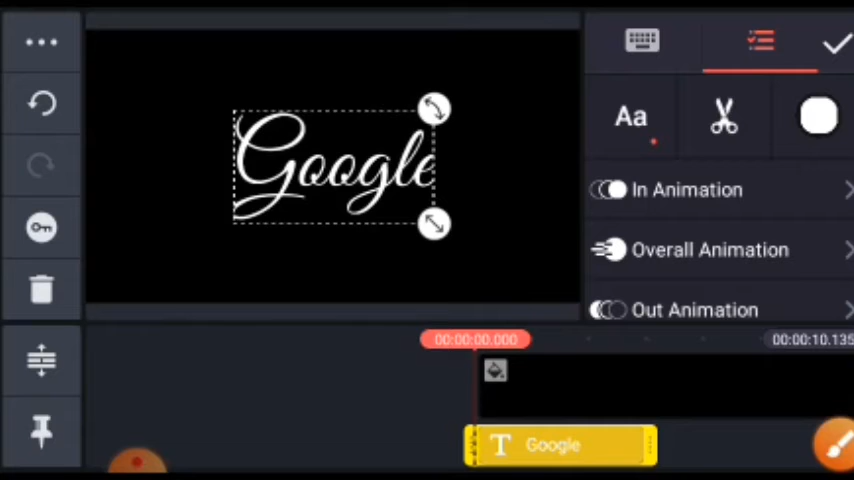 Google
Aa
In Animation
Overall Animation
Out Animation
00:00:00.000
00:00:10.135
T Google